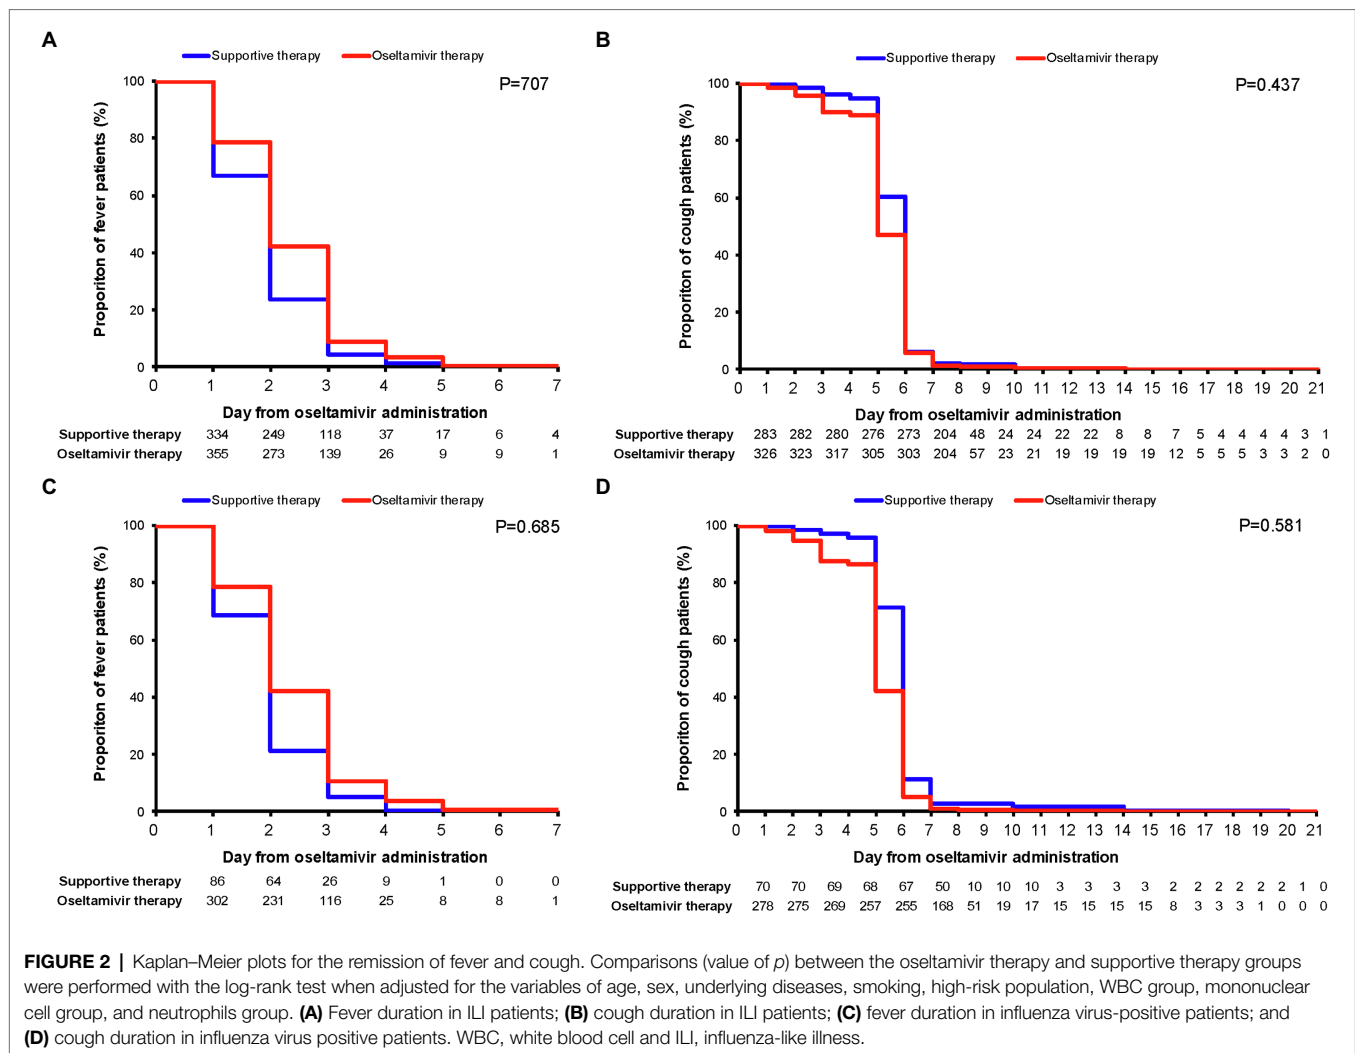 A
Supportive therapy Oseltamivir therapy
P=707
Proporiton of fever patients (%)
100
80
60
40
20
0
0 1 2 3 4 5 6 7
Day from oseltamivir administration
Supportive therapy 334 249 118 37 17 6 4
Oseltamivir therapy 355 273 139 26 9 9 1
B
Supportive therapy Oseltamivir therapy
P=0.437
Proporiton of cough patients (%)
100
80
60
40
20
0
0 1 2 3 4 5 6 7 8 9 10 11 12 13 14 15 16 17 18 19 20 21
Day from oseltamivir administration
Supportive therapy 283 282 280 276 273 204 48 24 24 22 22 8 8 7 5 4 4 4 4 3 1
Oseltamivir therapy 326 323 317 305 303 204 57 23 21 19 19 19 19 12 5 5 5 3 3 2 0
C
Supportive therapy Oseltamivir therapy
P=0.685
Proporiton of fever patients (%)
100
80
60
40
20
0
0 1 2 3 4 5 6 7
Day from oseltamivir administration
Supportive therapy 86 64 26 9 1 0 0
Oseltamivir therapy 302 231 116 25 8 8 1
D
Supportive therapy Oseltamivir therapy
P=0.581
Proporiton of cough patients (%)
100
80
60
40
20
0
0 1 2 3 4 5 6 7 8 9 10 11 12 13 14 15 16 17 18 19 20 21
Day from oseltamivir administration
Supportive therapy 70 70 69 68 67 50 10 10 10 3 3 3 3 2 2 2 2 2 2 1 0
Oseltamivir therapy 278 275 269 257 255 168 51 19 17 15 15 15 15 8 3 3 3 1 0 0 0
FIGURE 2 | Kaplan–Meier plots for the remission of fever and cough. Comparisons (value of p) between the oseltamivir therapy and supportive therapy groups
were performed with the log-rank test when adjusted for the variables of age, sex, underlying diseases, smoking, high-risk population, WBC group, mononuclear
cell group, and neutrophils group. (A) Fever duration in ILI patients; (B) cough duration in ILI patients; (C) fever duration in influenza virus-positive patients; and
(D) cough duration in influenza virus positive patients. WBC, white blood cell and ILI, influenza-like illness.